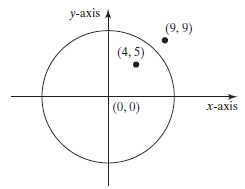 y-axis
(9, 9)
(4, 5)
(0, 0)
x-axis